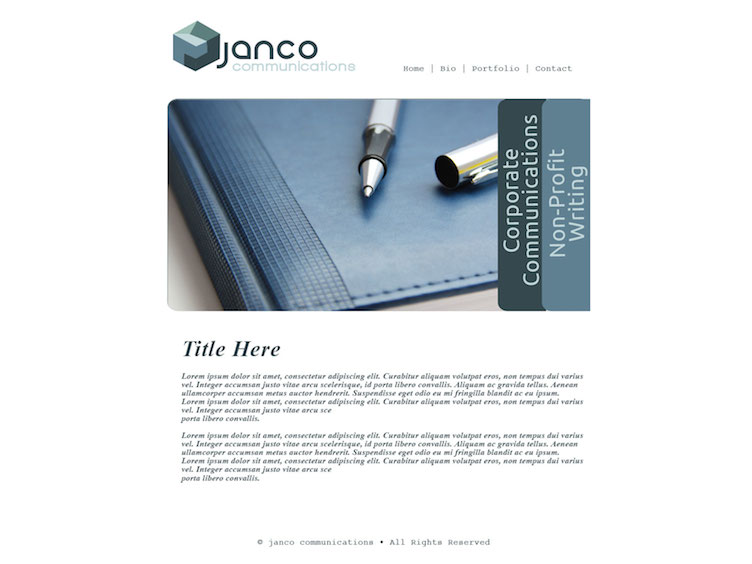 janco
communications
Home | Bio | Portfolio | Contact
Corporate
Communications
Non-Profit
Writing
Title Here
Lorem ipsum dolor sit amet, consectetur adipiscing elit. Curabitur aliquam volutpat eros, non tempus dui varius
vel. Integer accumsan justo vitae arcu scelerisque, id porta libero convallis. Aliquam ac gravida tellus. Aenean
ullamcorper accumsan metus auctor hendrerit. Suspendisse eget odio eu mi fringilla blandit ac eu ipsum.
Lorem ipsum dolor sit amet, consectetur adipiscing elit. Curabitur aliquam volutpat eros, non tempus dui varius
vel. Integer accumsan justo vitae arcu sce
porta libero convallis.
Lorem ipsum dolor sit amet, consectetur adipiscing elit. Curabitur aliquam volutpat eros, non tempus dui varius
vel. Integer accumsan justo vitae arcu scelerisque, id porta libero convallis. Aliquam ac gravida tellus. Aenean
ullamcorper accumsan metus auctor hendrerit. Suspendisse eget odio eu mi fringilla blandit ac eu ipsum.
Lorem ipsum dolor sit amet, consectetur adipiscing elit. Curabitur aliquam volutpat eros, non tempus dui varius
vel. Integer accumsan justo vitae arcu sce
porta libero convallis.
© janco communications • All Rights Reserved